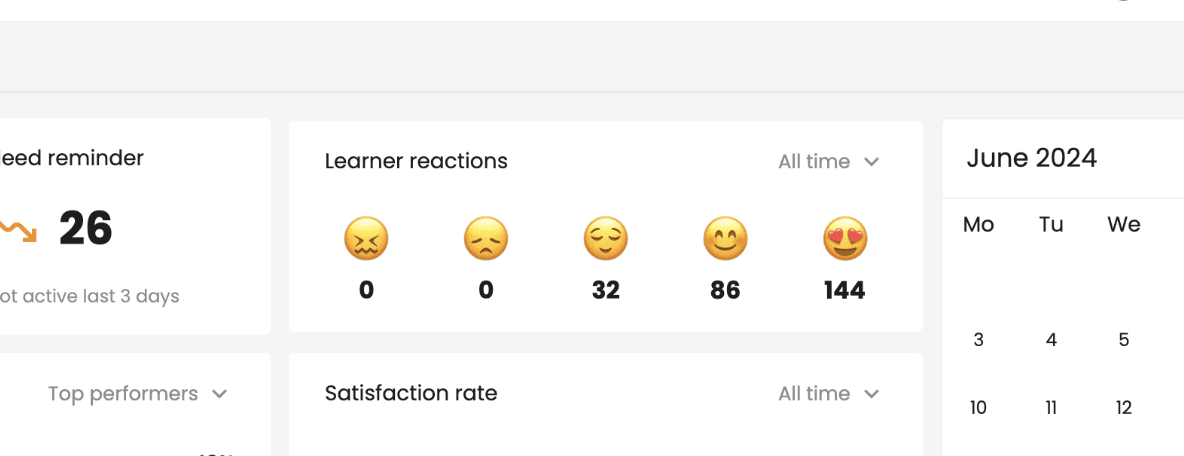 eed reminder
26
ot active last 3 days
Top performers
Learner reactions
All time
0 0 32 86 144
Satisfaction rate
All time
June 2024
Mo Tu We
3 4 5
10 11 12